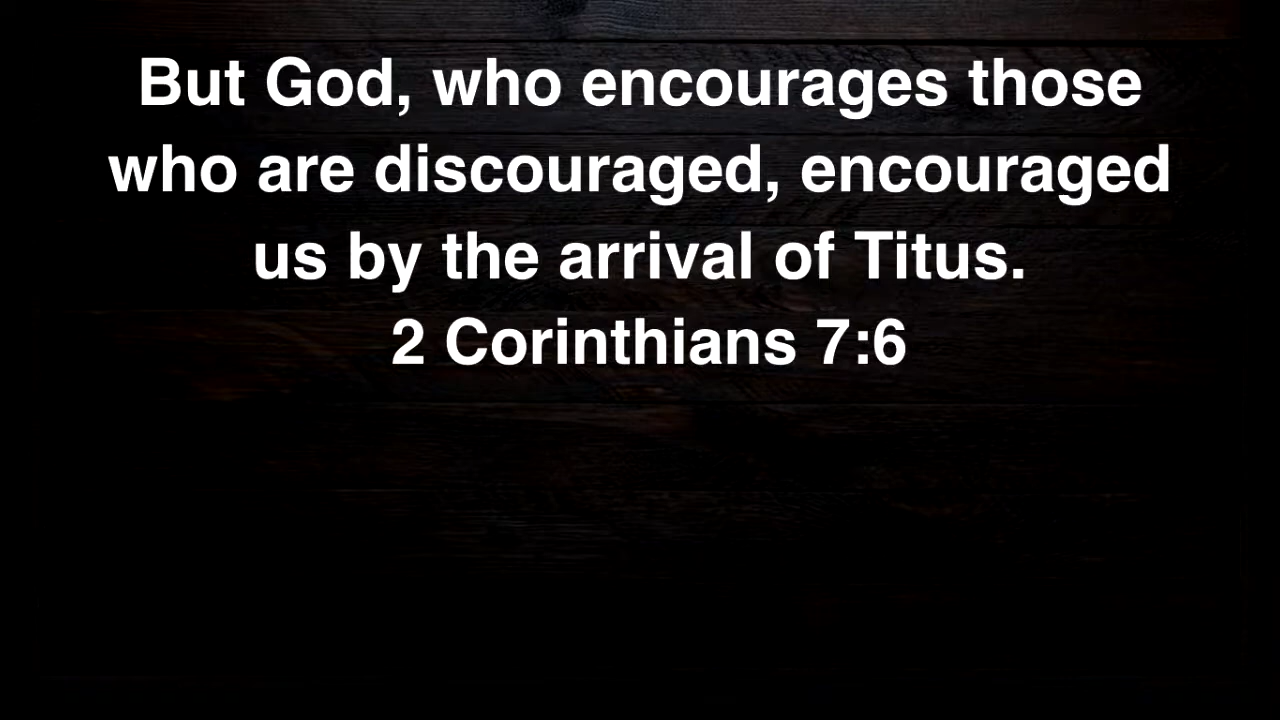 But God, who encourages those
who are discouraged, encouraged
us by the arrival of Titus.
2 Corinthians 7:6